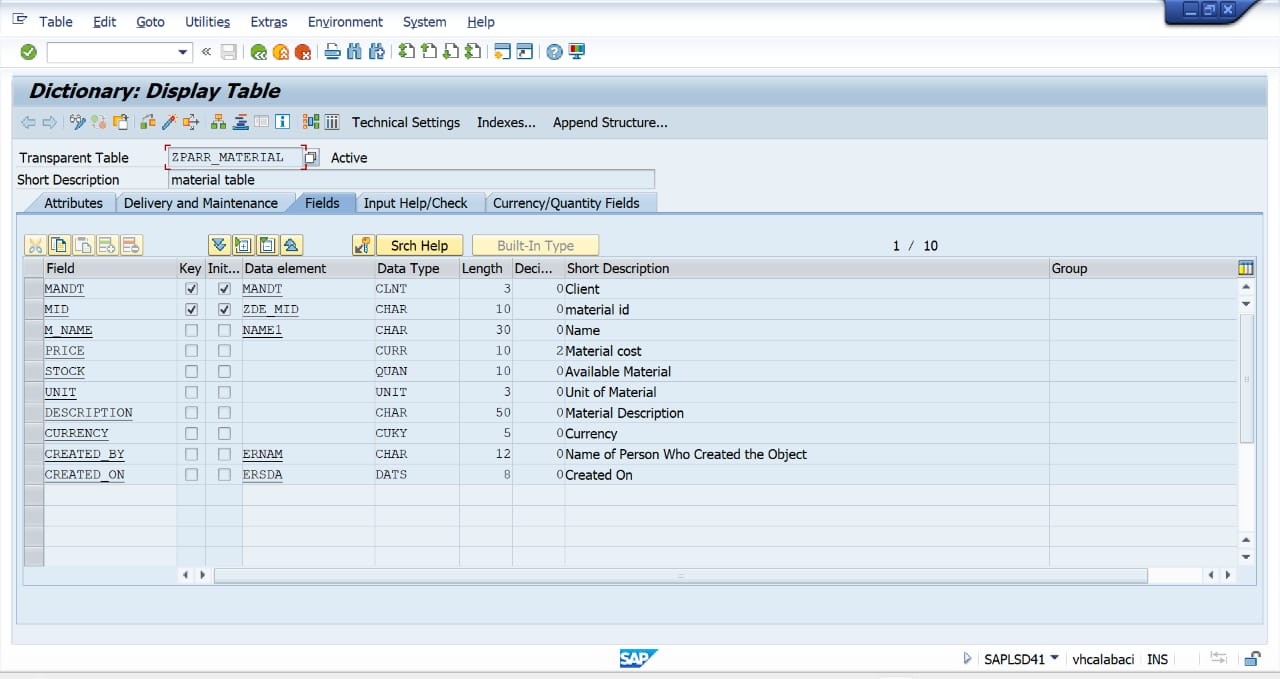 Table Edit Goto Utilities Extras Environment System Help
Dictionary: Display Table
Technical Settings Indexes... Append Structure...
Transparent Table ZPARR_MATERIAL Active
Short Description material table
Attributes Delivery and Maintenance Fields Input Help/Check Currency/Quantity Fields
Srch Help Built-In Type 1 / 10
Field Key Init... Data element Data Type Length Deci... Short Description Group
MANDT MANDT CLNT 3 0 Client
MID ZDE_MID CHAR 10 0 material id
M_NAME NAME1 CHAR 30 0 Name
PRICE CURR 10 2 Material cost
STOCK QUAN 10 0 Available Material
UNIT UNIT 3 0 Unit of Material
DESCRIPTION CHAR 50 0 Material Description
CURRENCY CUKY 5 0 Currency
CREATED_BY ERNAM CHAR 12 0 Name of Person Who Created the Object
CREATED_ON ERSDA DATS 8 0 Created On
SAP SAPLSD41 vhcalabaci INS